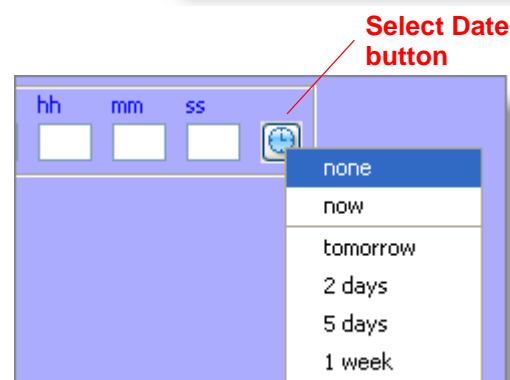 Select Date
button
hh mm ss
none
now
tomorrow
2 days
5 days
1 week